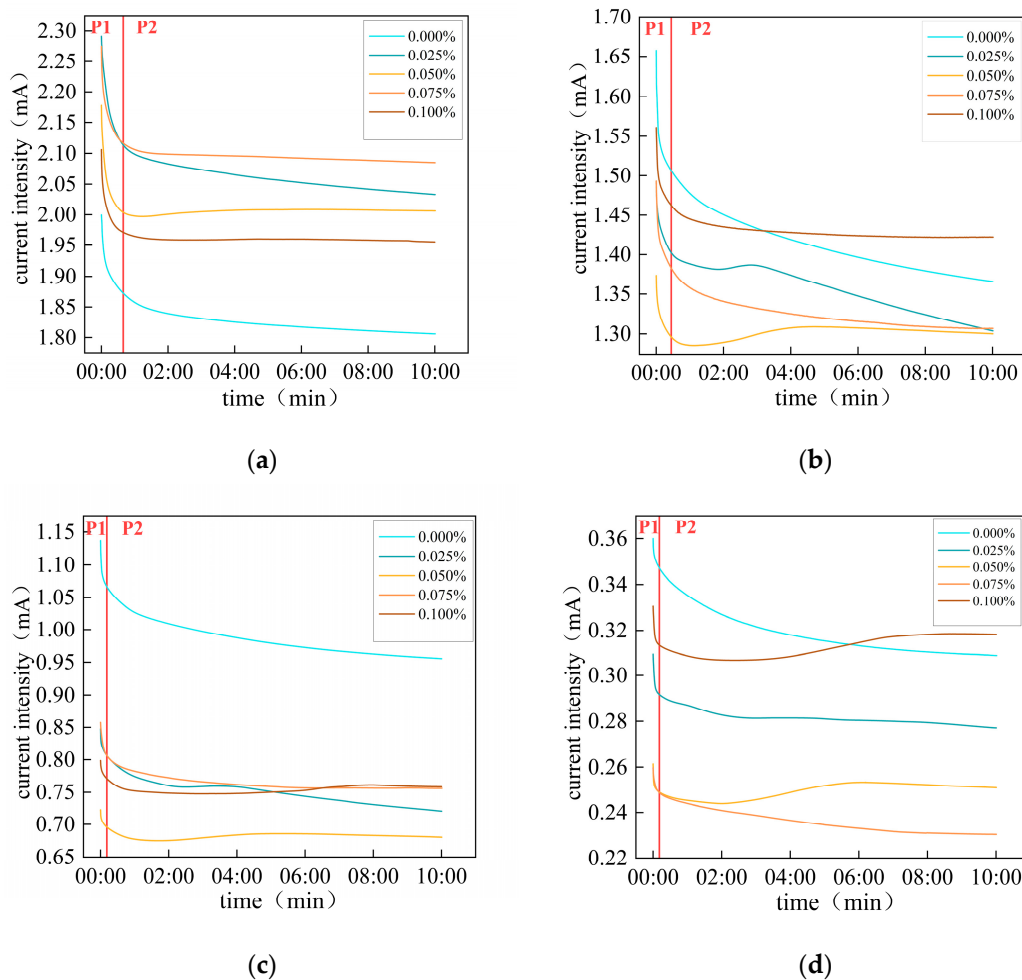 P1 P2
current intensity（mA）
2.30
2.25
2.20
2.15
2.10
2.05
2.00
1.95
1.90
1.85
1.80
00:00 02:00 04:00 06:00 08:00 10:00
time（min）
0.000%
0.025%
0.050%
0.075%
0.100%
(a)
P1 P2
current intensity（mA）
1.70
1.60
1.50
1.40
1.30
00:00 02:00 04:00 06:00 08:00 10:00
time（min）
0.000%
0.025%
0.050%
0.075%
0.100%
(b)
P1 P2
current intensity（mA）
1.15
1.10
1.05
1.00
0.95
0.90
0.85
0.80
0.75
0.70
0.65
00:00 02:00 04:00 06:00 08:00 10:00
time（min）
0.000%
0.025%
0.050%
0.075%
0.100%
(c)
P1 P2
current intensity（mA）
0.36
0.34
0.32
0.30
0.28
0.26
0.24
0.22
00:00 02:00 04:00 06:00 08:00 10:00
time（min）
0.000%
0.025%
0.050%
0.075%
0.100%
(d)